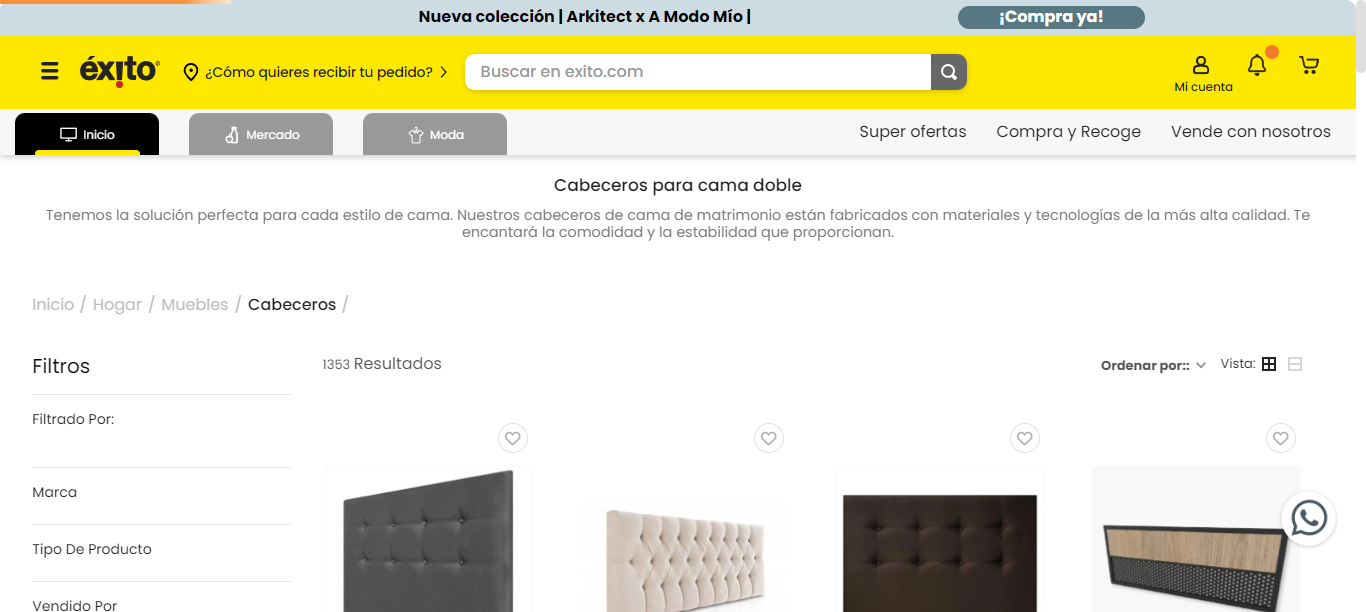 Nueva colección | Arkitect x A Modo Mío |
¡Compra ya!
éxito
¿Cómo quieres recibir tu pedido?
Buscar en exito.com
Mi cuenta
Inicio
Mercado
Moda
Super ofertas
Compra y Recoge
Vende con nosotros
Cabeceros para cama doble
Tenemos la solución perfecta para cada estilo de cama. Nuestros cabeceros de cama de matrimonio están fabricados con materiales y tecnologías de la más alta calidad. Te
encantará la comodidad y la estabilidad que proporcionan.
Inicio / Hogar / Muebles / Cabeceros /
Filtros
1353 Resultados
Ordenar por::
Vista:
Filtrado Por:
Marca
Tipo De Producto
Vendido Por